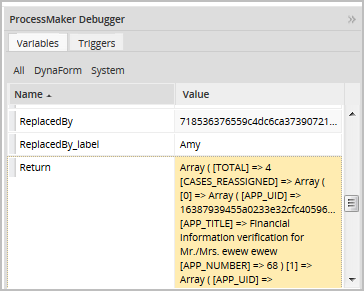 ProcessMaker Debugger
Variables Triggers
All DynaForm System
Name Value
ReplacedBy 718536376559c4dc6ca37390721...
ReplacedBy_label Amy
Return Array ( [TOTAL] => 4
[CASES_REASSIGNED] => Array (
[0] => Array ( [APP_UID] =>
16387939455a0233e32cfc40596...
[APP_TITLE] => Financial
information verification for
Mr./Mrs. ewew ewew
[APP_NUMBER] => 68 ) [1] =>
Array ( [APP_UID] =>